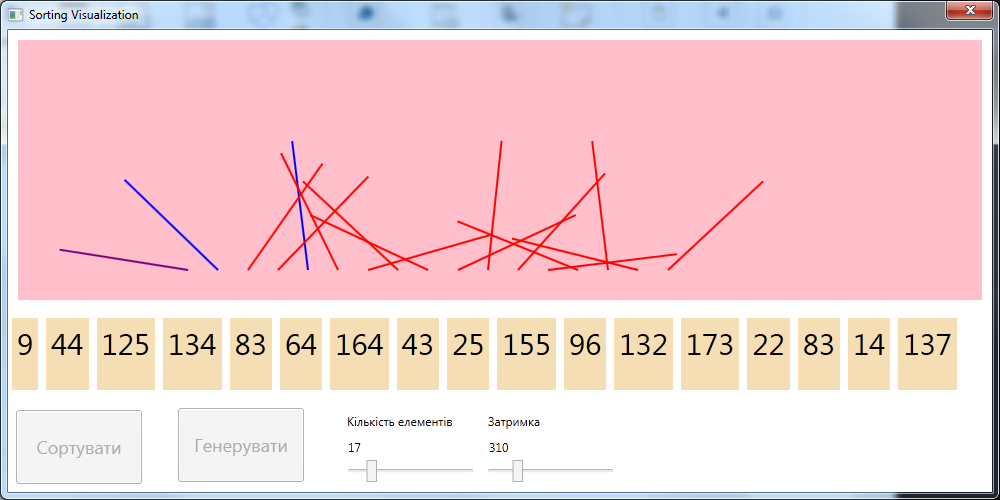 Sorting Visualization
9 44 125 134 83 64 164 43 25 155 96 132 173 22 83 14 137
Сортувати
Генерувати
Кількість елементів
17
Затримка
310